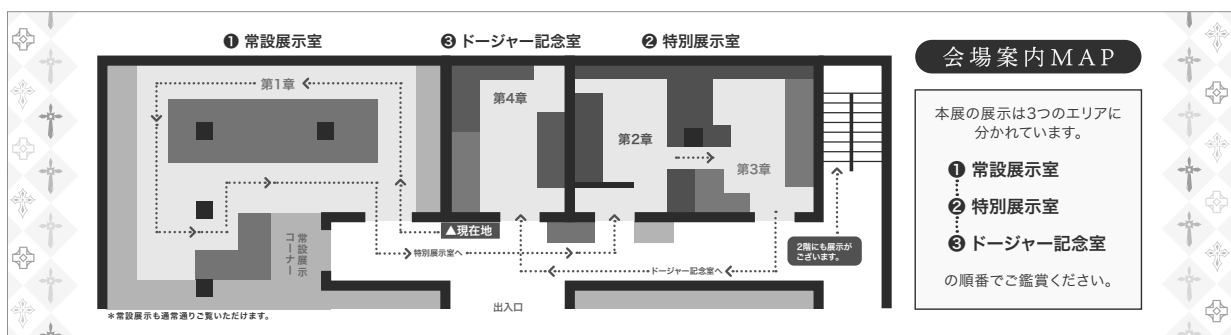 ❶ 常設展示室
❸ ドージャー記念室
❷ 特別展示室
第1章
第4章
第2章
第3章
▲現在地
常設展示
コーナー
特別展示室へ
ドージャー記念室へ
2階にも展示が
ございます。
出入口
*常設展示も通常通りご覧いただけます。
会場案内MAP
本展の展示は3つのエリアに
分かれています。
❶ 常設展示室
❷ 特別展示室
❸ ドージャー記念室
の順番でご鑑賞ください。